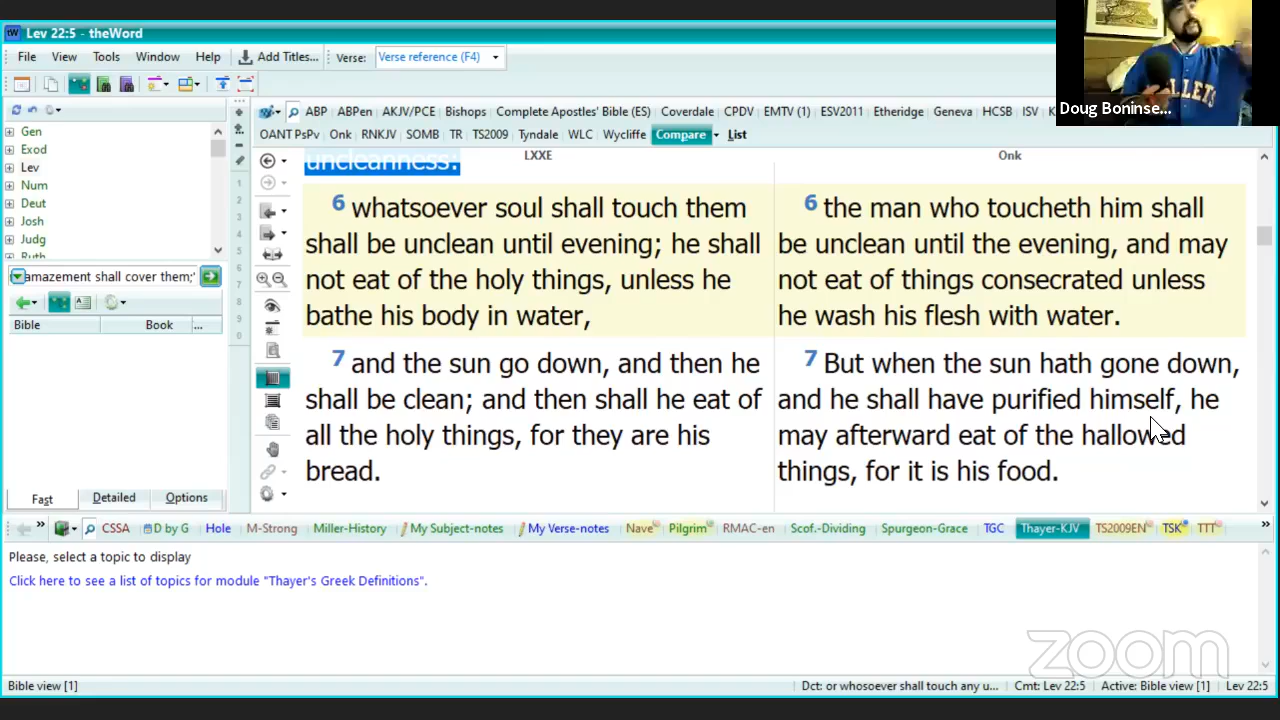 Lev 22:5 - theWord
File View Tools Window Help Add Titles... Verse: Verse reference (F4)
Doug Boninse...
ABP ABPen AKJV/PCE Bishops Complete Apostles' Bible (ES) Coverdale CPDV EMTV (1) ESV2011 Etheridge Geneva HCSB ISV
OANT PsPv Onk RNKJV SOMB TR TS2009 Tyndale WLC Wycliffe Compare List
Gen
Exod
Lev
Num
Deut
Josh
Judg
Ruth
amazement shall cover them;'
Bible Book ...
Fast Detailed Options
LXXE
uncleanness:
6 whatsoever soul shall touch them
shall be unclean until evening; he shall
not eat of the holy things, unless he
bathe his body in water,
7 and the sun go down, and then he
shall be clean; and then shall he eat of
all the holy things, for they are his
bread.
Onk
6 the man who toucheth him shall
be unclean until the evening, and may
not eat of things consecrated unless
he wash his flesh with water.
7 But when the sun hath gone down,
and he shall have purified himself, he
may afterward eat of the hallowed
things, for it is his food.
CSSA D by G Hole M-Strong Miller-History My Subject-notes My Verse-notes Nave Pilgrim RMAC-en Scof.-Dividing Spurgeon-Grace TGC Thayer-KJV TS2009EN TSK TTT
Please, select a topic to display
Click here to see a list of topics for module "Thayer's Greek Definitions".
zoom
Bible view [1] Dct: or whosoever shall touch any u... Cmt: Lev 22:5 Active: Bible view [1] Lev 22:5